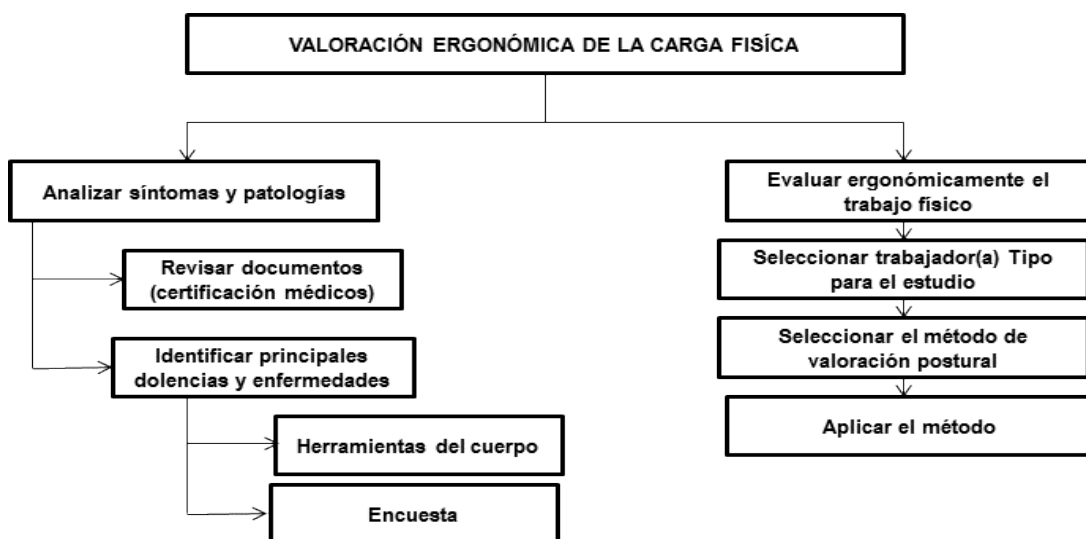 VALORACIÓN ERGONÓMICA DE LA CARGA FISÍCA
Analizar síntomas y patologías
Revisar documentos
(certificación médicos)
Identificar principales
dolencias y enfermedades
Herramientas del cuerpo
Encuesta
Evaluar ergonómicamente el
trabajo físico
Seleccionar trabajador(a) Tipo
para el estudio
Seleccionar el método de
valoración postural
Aplicar el método